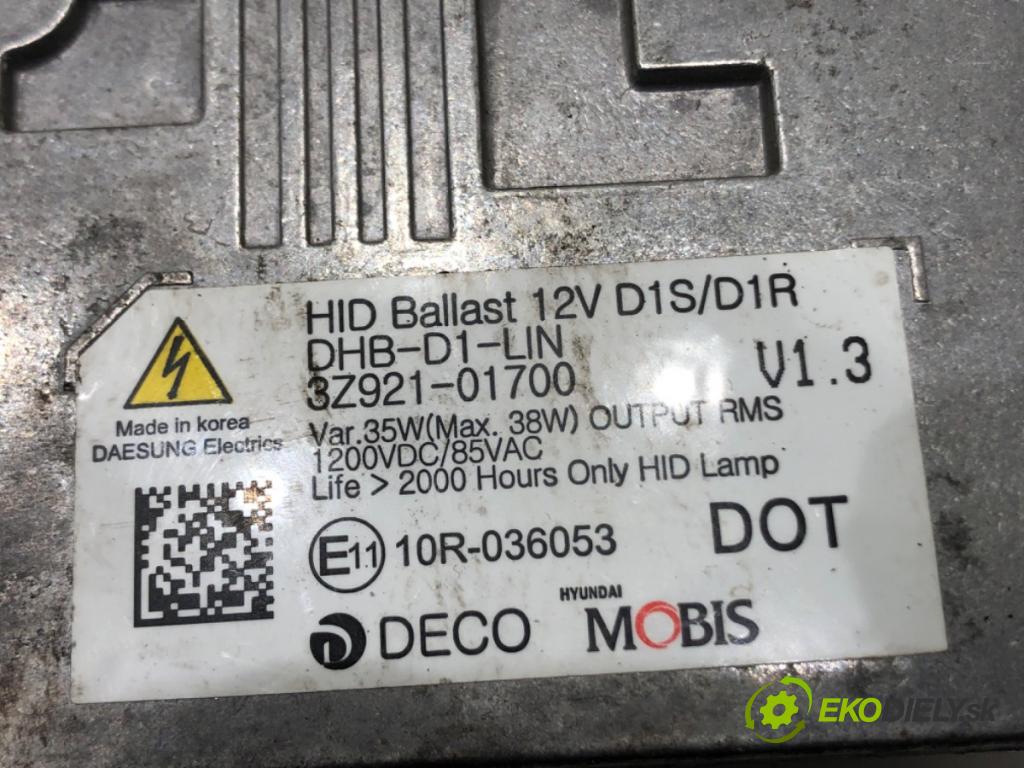 HID Ballast 12V D1S/D1R
DHB-D1-LIN
3Z921-01700
V1.3
Made in korea
DAESUNG Electrics
Var.35W(Max. 38W) OUTPUT RMS
1200VDC/85VAC
Life > 2000 Hours Only HID Lamp
E11 10R-036053
DOT
DECO
HYUNDAI
MOBIS
EKODIELY.sk